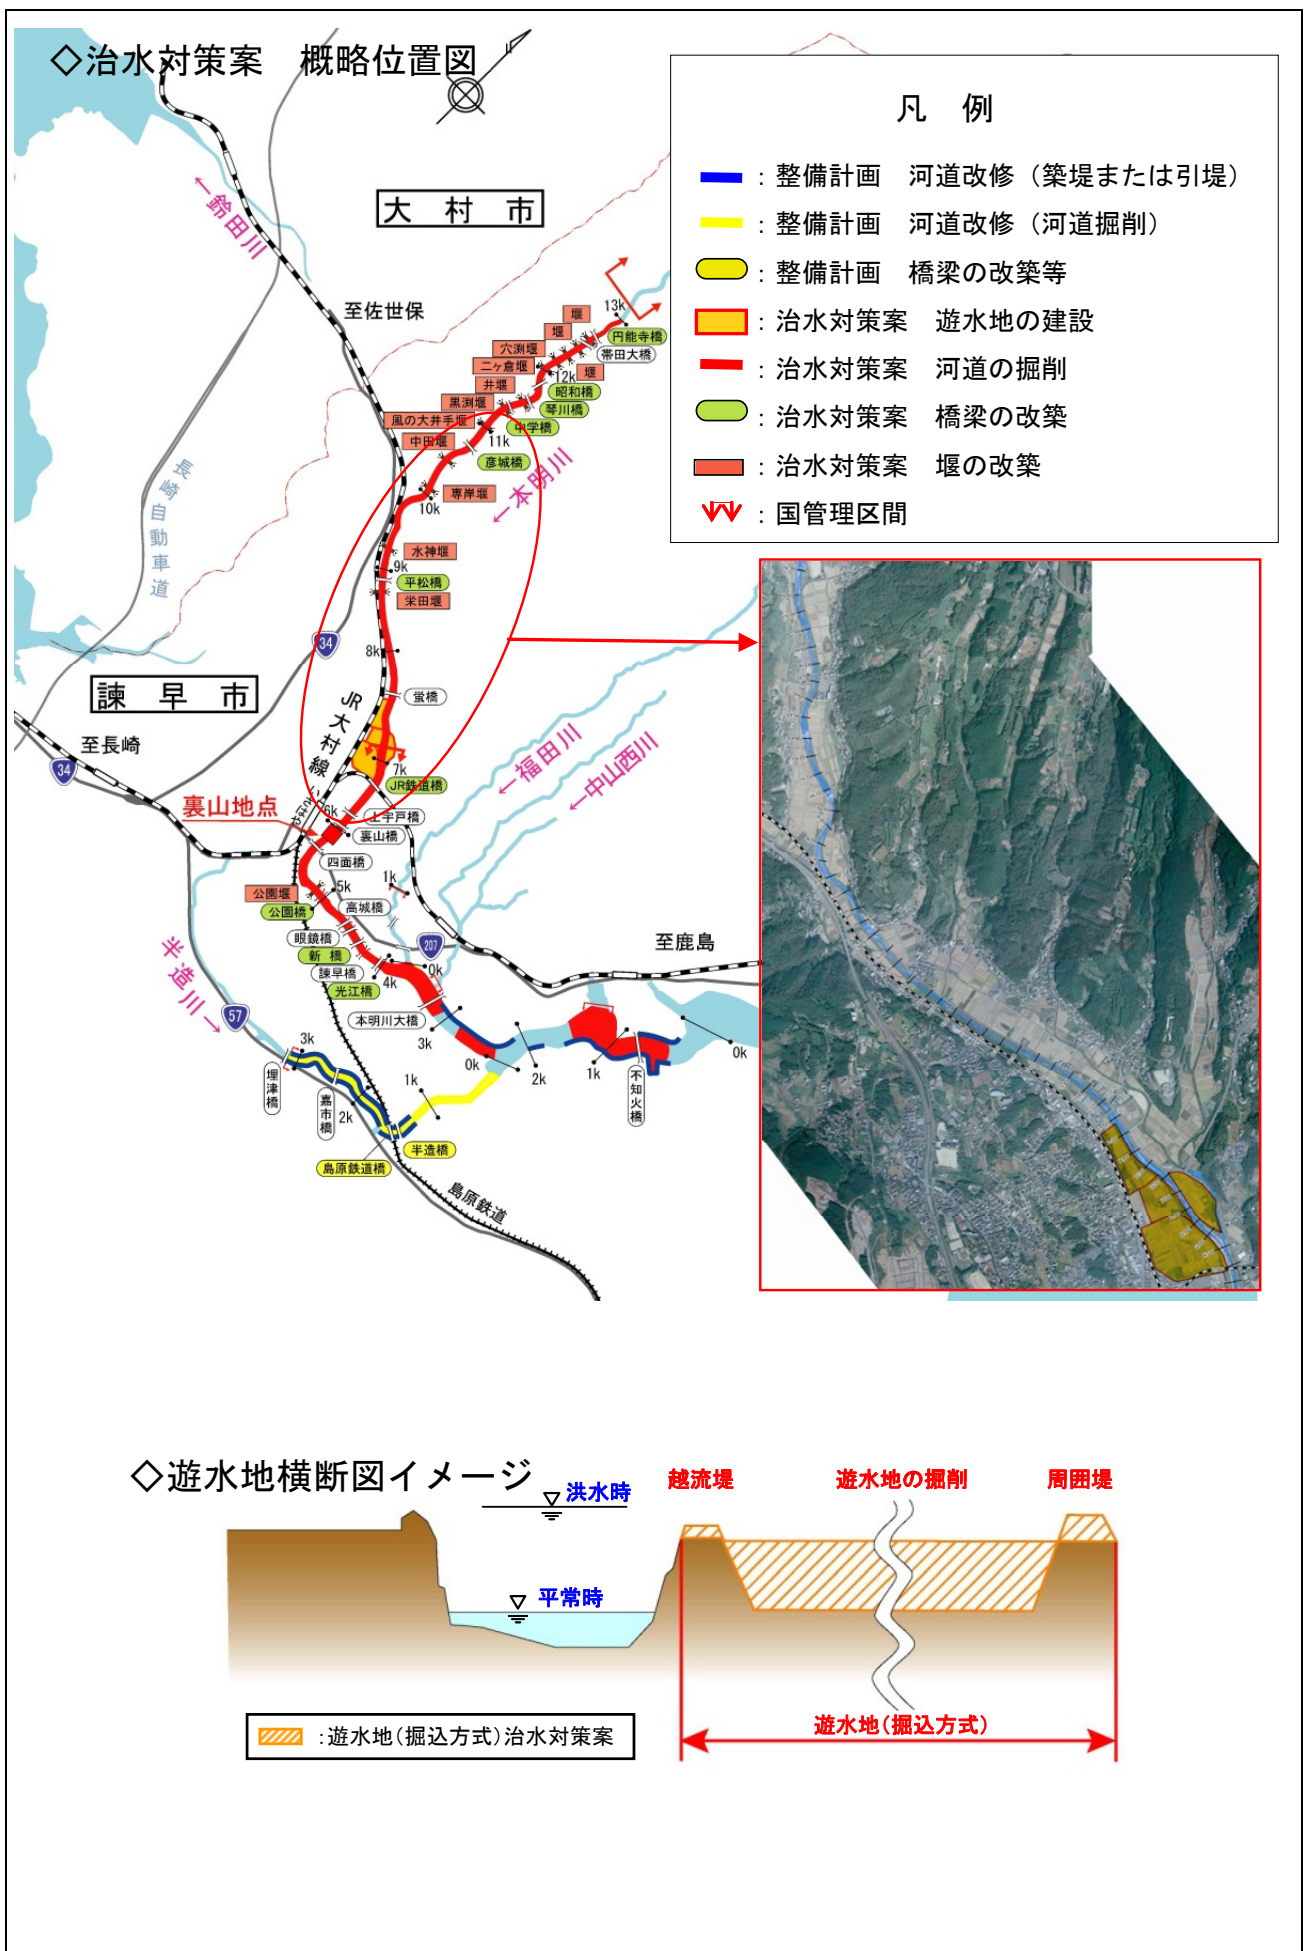 ◇治水対策案　概略位置図
凡　例
：整備計画　河道改修（築堤または引堤）
：整備計画　河道改修（河道掘削）
：整備計画　橋梁の改築等
：治水対策案　遊水地の建設
：治水対策案　河道の掘削
：治水対策案　橋梁の改築
：治水対策案　堰の改築
：国管理区間
大　村　市
←鈴田川
至佐世保
13k
堰
円能寺橋
堰
帯田大橋
穴渕堰
二ヶ倉堰
12k
堰
井堰
昭和橋
黒渕堰
琴川橋
風の大井手堰
中学橋
11k
中田堰
彦城橋
←本明川
専岸堰
10k
長崎自動車道
水神堰
9k
平松橋
栄田堰
34
8k
諫　早　市
蛍橋
JR大村線
至長崎
34
←福田川
←中山西川
7k
JR鉄道橋
裏山地点
6k
上宇戸橋
裏山橋
四面橋
1k
5k
公園堰
公園橋
高城橋
眼鏡橋
新　橋
207
至鹿島
諫早橋
0k
4k
光江橋
半造川→
57
本明川大橋
3k
0k
2k
1k
不知火橋
0k
3k
埋津橋
嘉市橋
2k
1k
半造橋
島原鉄道橋
島原鉄道
◇遊水地横断図イメージ
洪水時
越流堤
遊水地の掘削
周囲堤
平常時
遊水地（掘込方式）
：遊水地（掘込方式）治水対策案